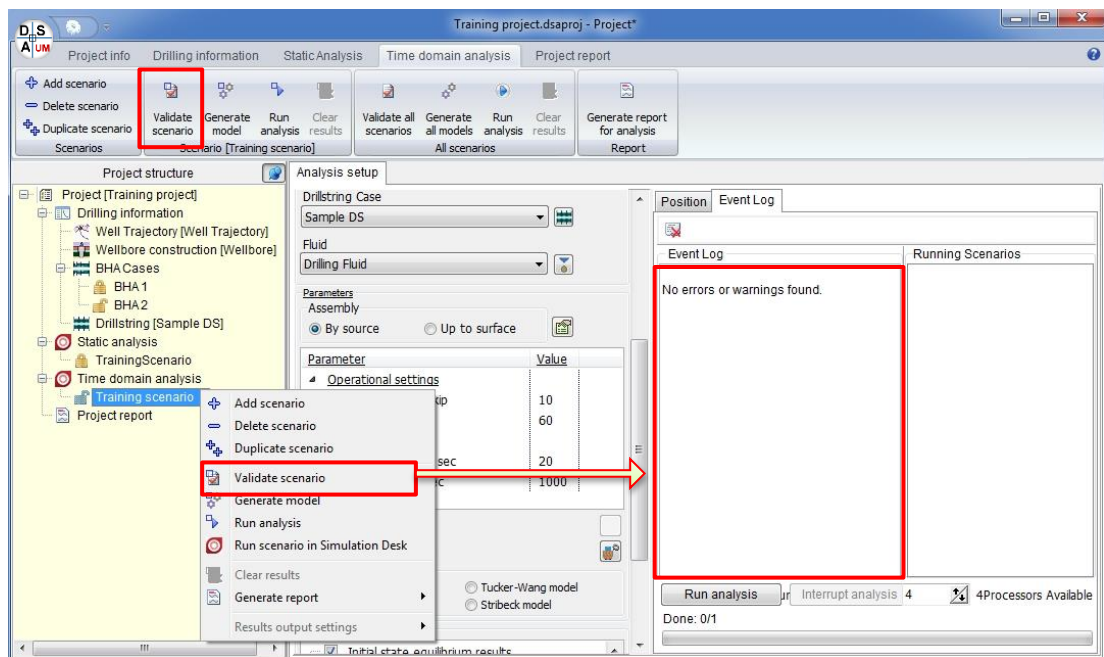 Training project.dsaproj - Project*
D S
A UM
Project info Drilling information Static Analysis Time domain analysis Project report
Add scenario
Delete scenario
Duplicate scenario
Scenarios
Validate scenario
Generate model
Run analysis
Clear results
Scenario [Training scenario]
Validate all scenarios
Generate all models
Run analysis
Clear results
All scenarios
Generate report for analysis
Report
Project structure
Project [Training project]
Drilling information
Well Trajectory [Well Trajectory]
Wellbore construction [Wellbore]
BHA Cases
BHA 1
BHA 2
Drillstring [Sample DS]
Static analysis
TrainingScenario
Time domain analysis
Training scenario
Project report
Add scenario
Delete scenario
Duplicate scenario
Validate scenario
Generate model
Run analysis
Run scenario in Simulation Desk
Clear results
Generate report
Results output settings
Analysis setup
Drillstring Case
Sample DS
Fluid
Drilling Fluid
Parameters
Assembly
By source Up to surface
Parameter Value
Operational settings
10
60
sec 20
1000
Tucker-Wang model
Stribeck model
Initial state equilibrium results
Position Event Log
Event Log Running Scenarios
No errors or warnings found.
Run analysis Interrupt analysis 4 4Processors Available
Done: 0/1